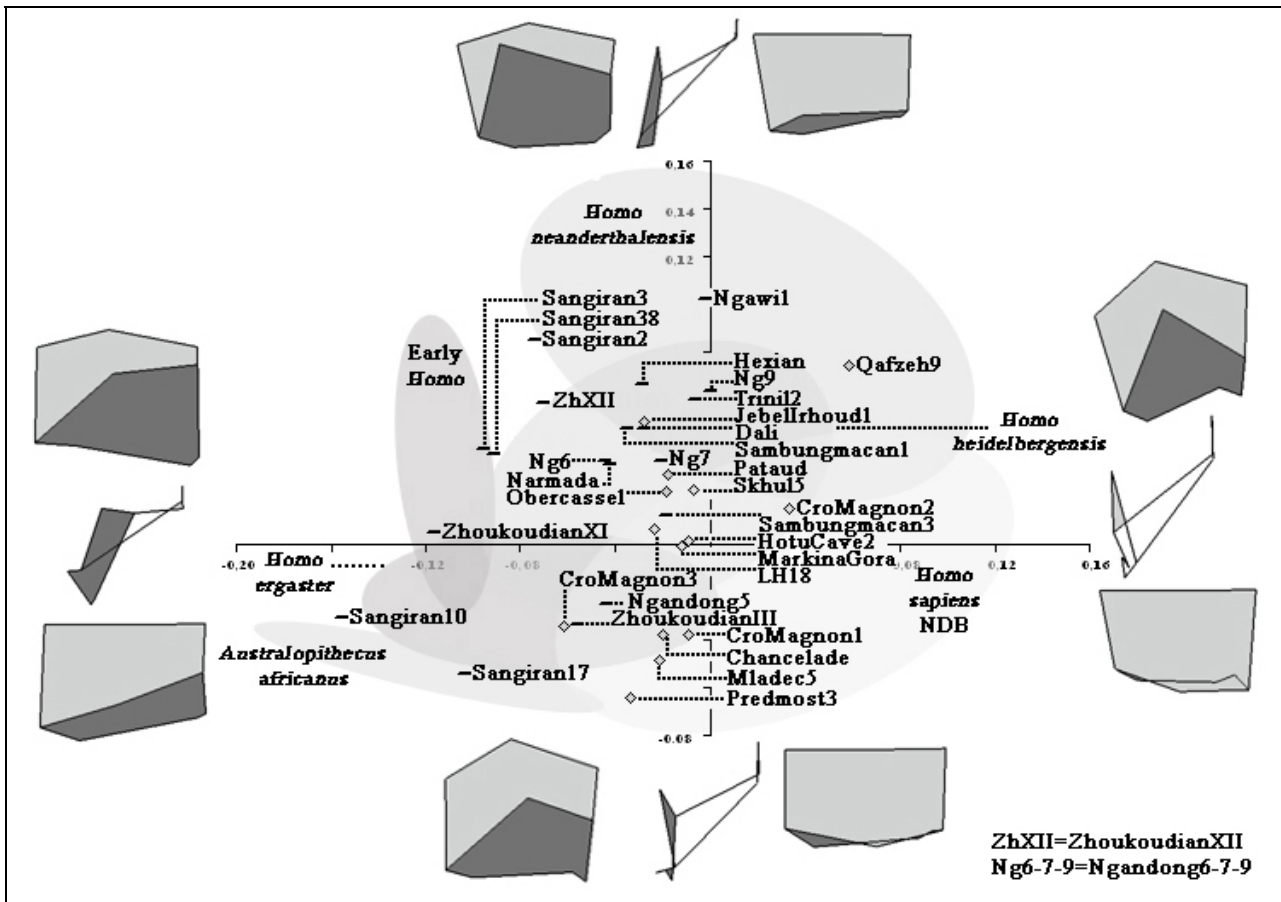 0,16
Homo
neanderthalensis
0,14
0,12
Sangiran3
Ngawi1
Sangiran38
Sangiran2
Early
Homo
Hexian
Qafzeh9
Ng9
ZhXII
Trinil2
JebelIrhoud1
Homo
heidelbergensis
Dali
Sambungmacan1
Ng6
Ng7
Pataud
Narmada
Skhul5
Obercassel
CroMagnon2
Sambungmacan3
ZhoukoudianXI
HotuCave2
MarkinaGora
-0,20
-0,12
-0,08
0,08
0,12
0,16
Homo
ergaster
LH18
Homo
sapiens
NDB
CroMagnon3
Ngandong5
Sangiran10
ZhoukoudianIII
CroMagnon1
Australopithecus
africanus
Chancelade
Sangiran17
Mladec5
Predmost3
-0,08
ZhXII=ZhoukoudianXII
Ng6-7-9=Ngandong6-7-9